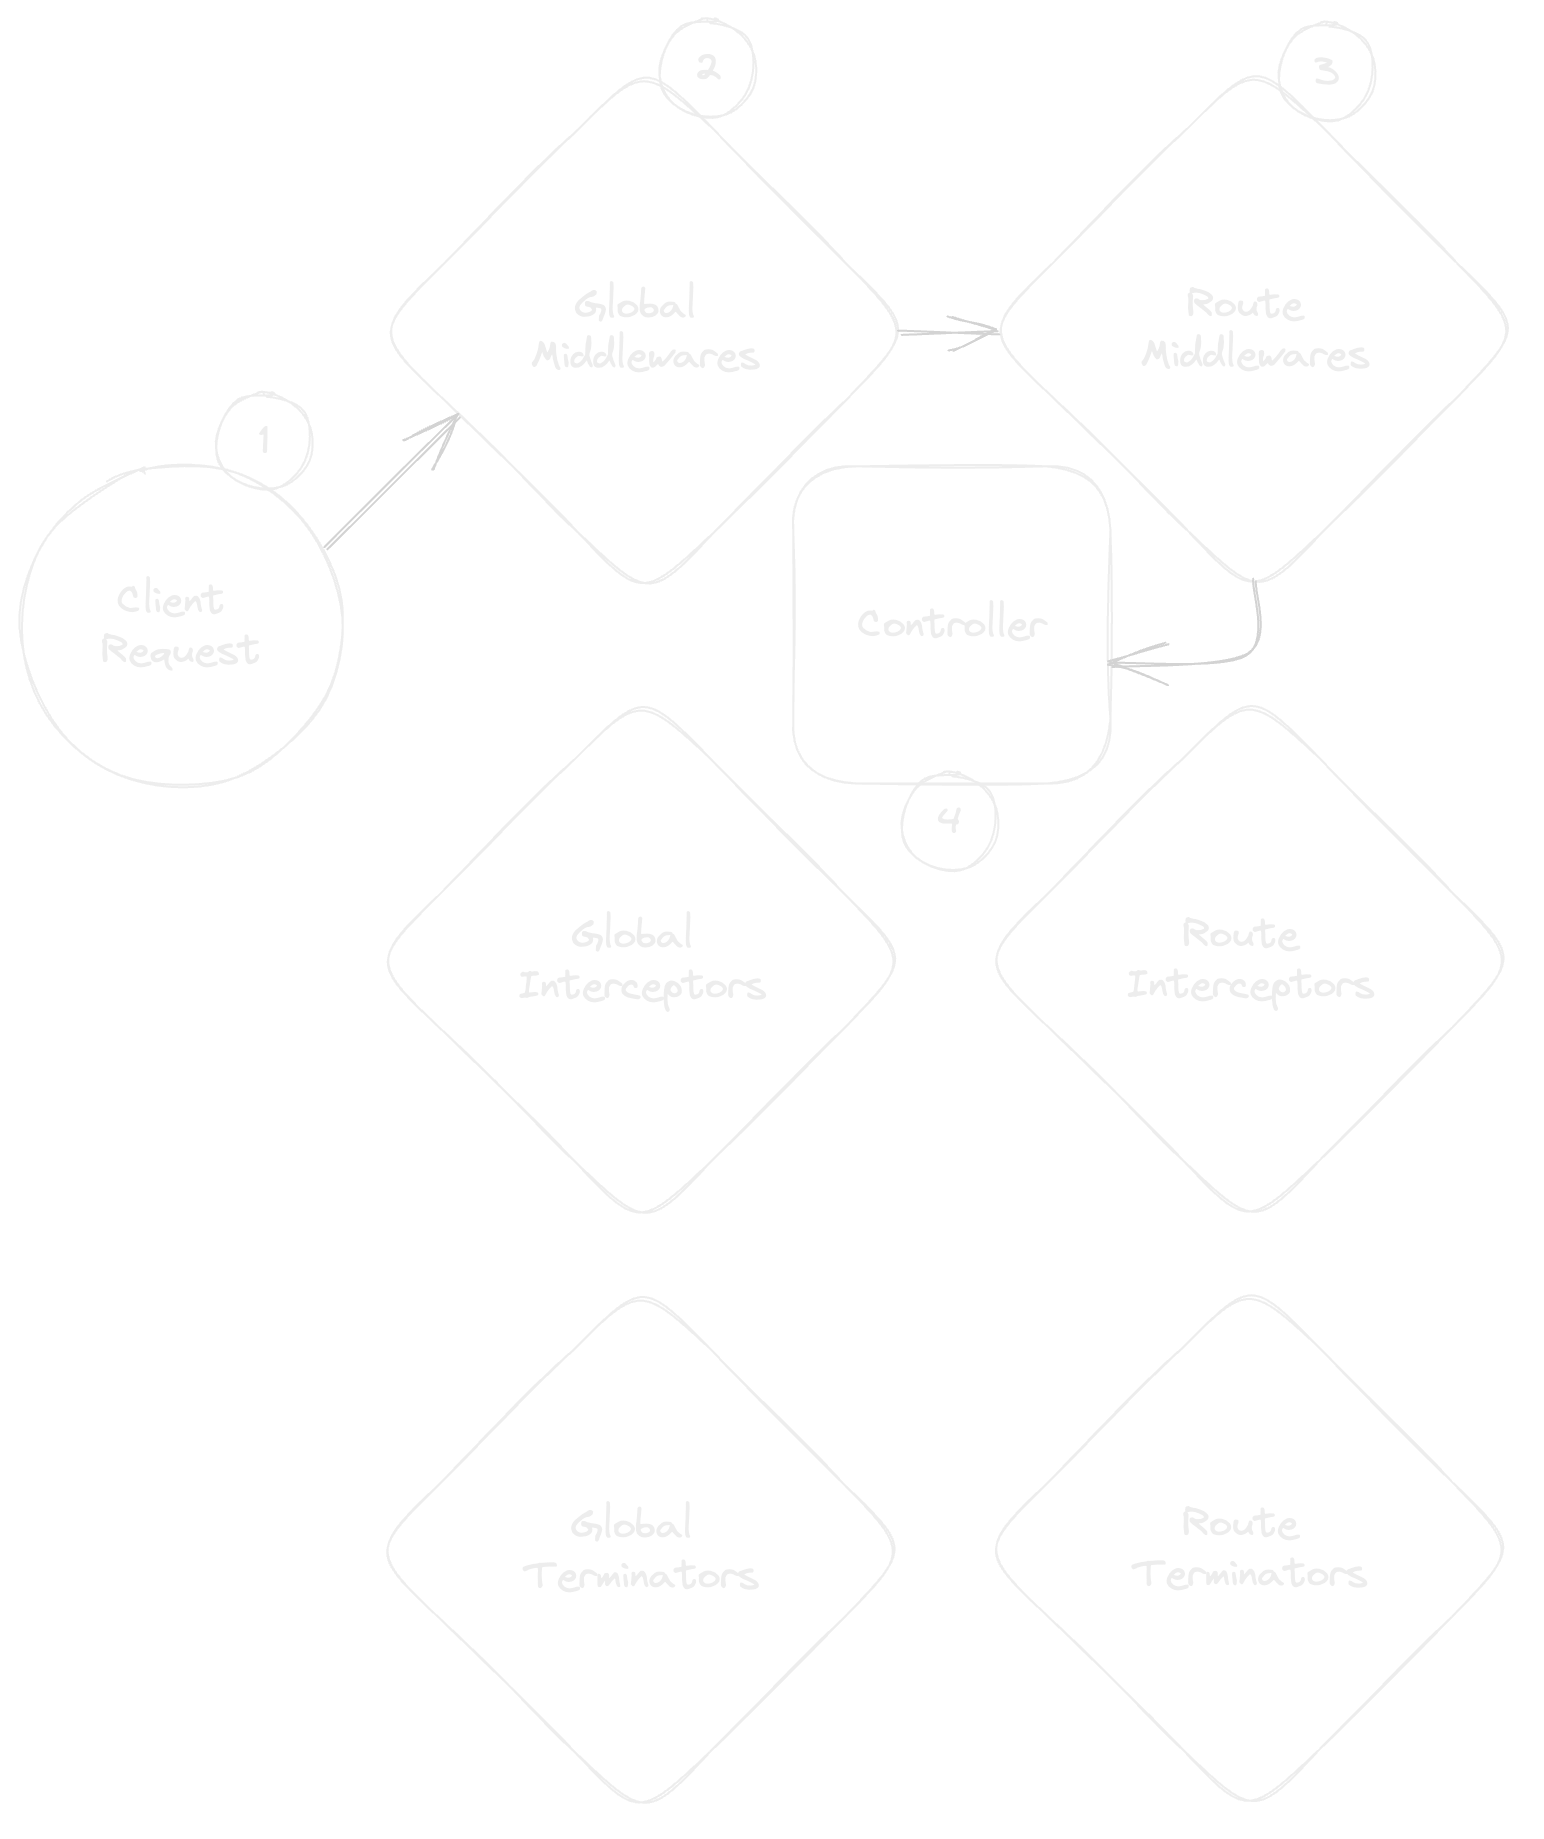 2
3
Global
Middlewares
Route
Middlewares
1
Client
Request
Controller
4
Global
Interceptors
Route
Interceptors
Global
Terminators
Route
Terminators